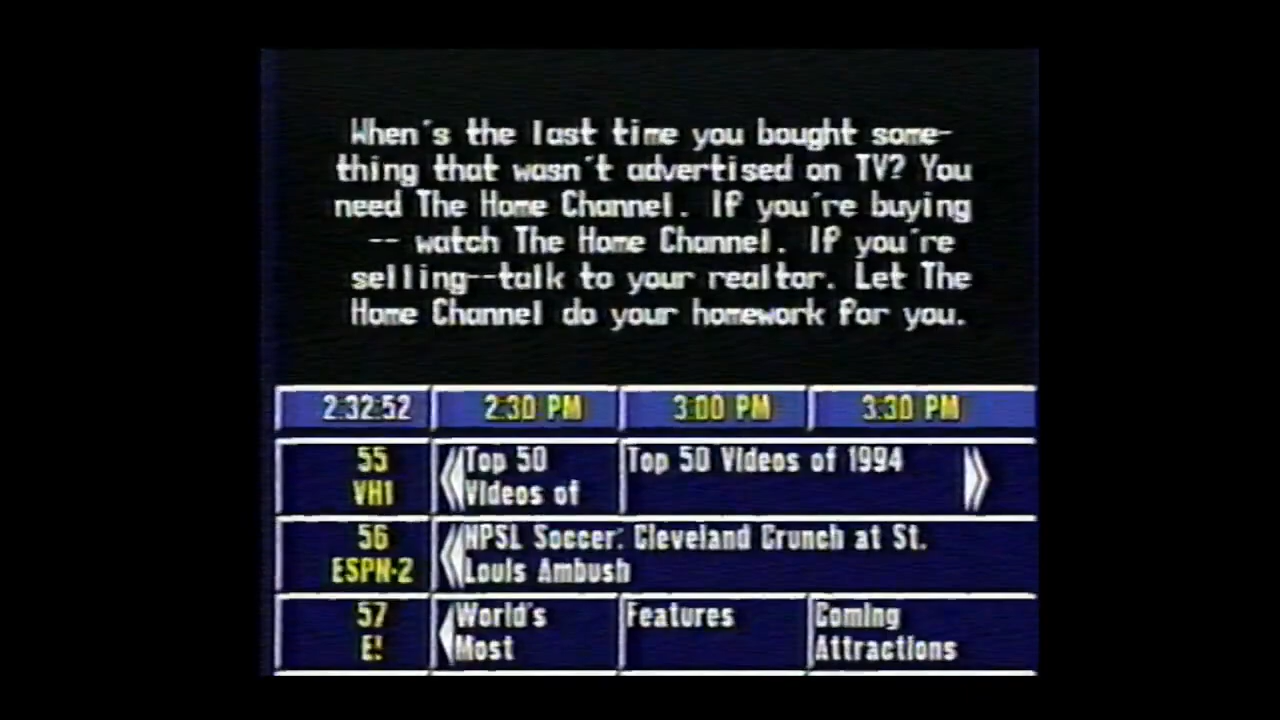 When's the last time you bought some-
thing that wasn't advertised on TV? You
need The Home Channel. If you're buying
-- watch The Home Channel. If you're
selling--talk to your realtor. Let The
Home Channel do your homework for you.
2:32:52 2:30 PM 3:00 PM 3:30 PM
55 Top 50 Top 50 Videos of 1994
VH1 Videos of
56 NPSL Soccer: Cleveland Crunch at St.
ESPN-2 Louis Ambush
57 World's Features Coming
E! Most Attractions